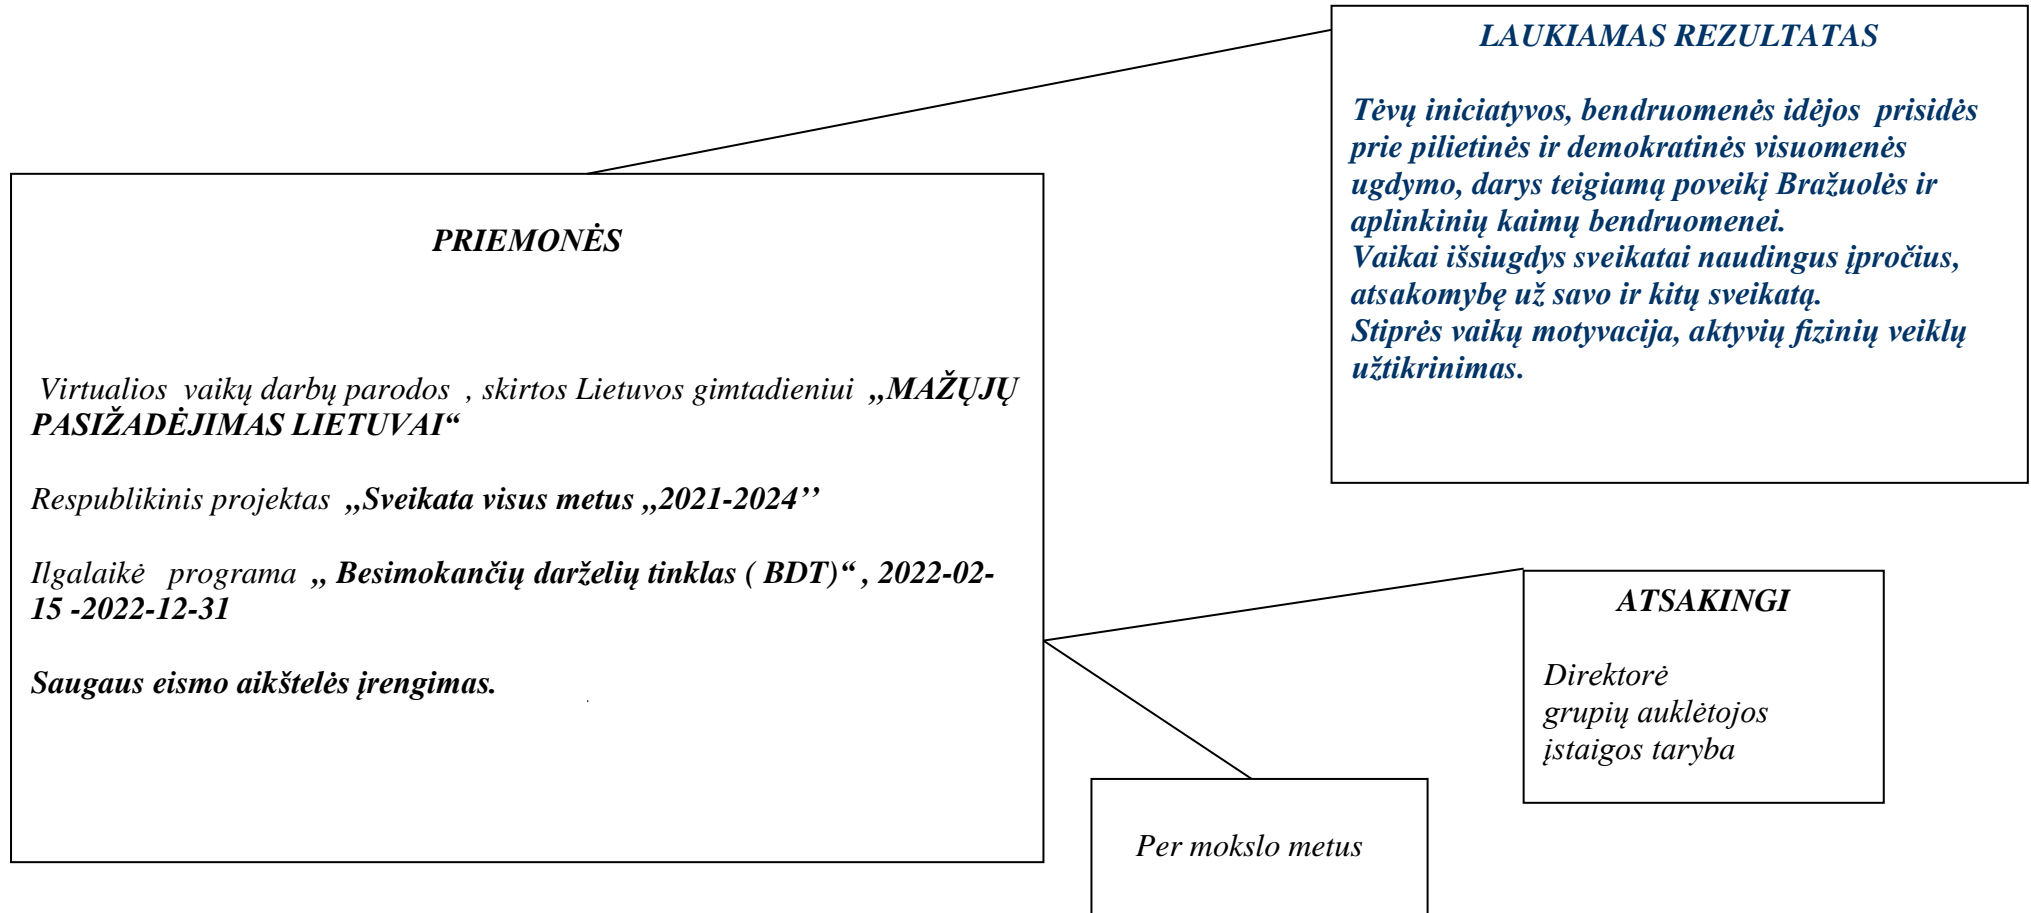 LAUKIAMAS REZULTATAS
Tėvų iniciatyvos, bendruomenės idėjos  prisidės
prie pilietinės ir demokratinės visuomenės
ugdymo, darys teigiamą poveikį Bražuolės ir
aplinkinių kaimų bendruomenei.
Vaikai išsiugdys sveikatai naudingus įpročius,
atsakomybę už savo ir kitų sveikatą.
Stiprės vaikų motyvacija, aktyvių fizinių veiklų
užtikrinimas.
PRIEMONĖS
Virtualios  vaikų darbų parodos  , skirtos Lietuvos gimtadieniui  „MAŽŲJŲ
PASIŽADĖJIMAS LIETUVAI“
Respublikinis projektas  „Sveikata visus metus „2021-2024’’
Ilgalaikė   programa  „ Besimokančių darželių tinklas ( BDT)“ , 2022-02-
15 -2022-12-31
Saugaus eismo aikštelės įrengimas.
ATSAKINGI
Direktorė
grupių auklėtojos
įstaigos taryba
Per mokslo metus